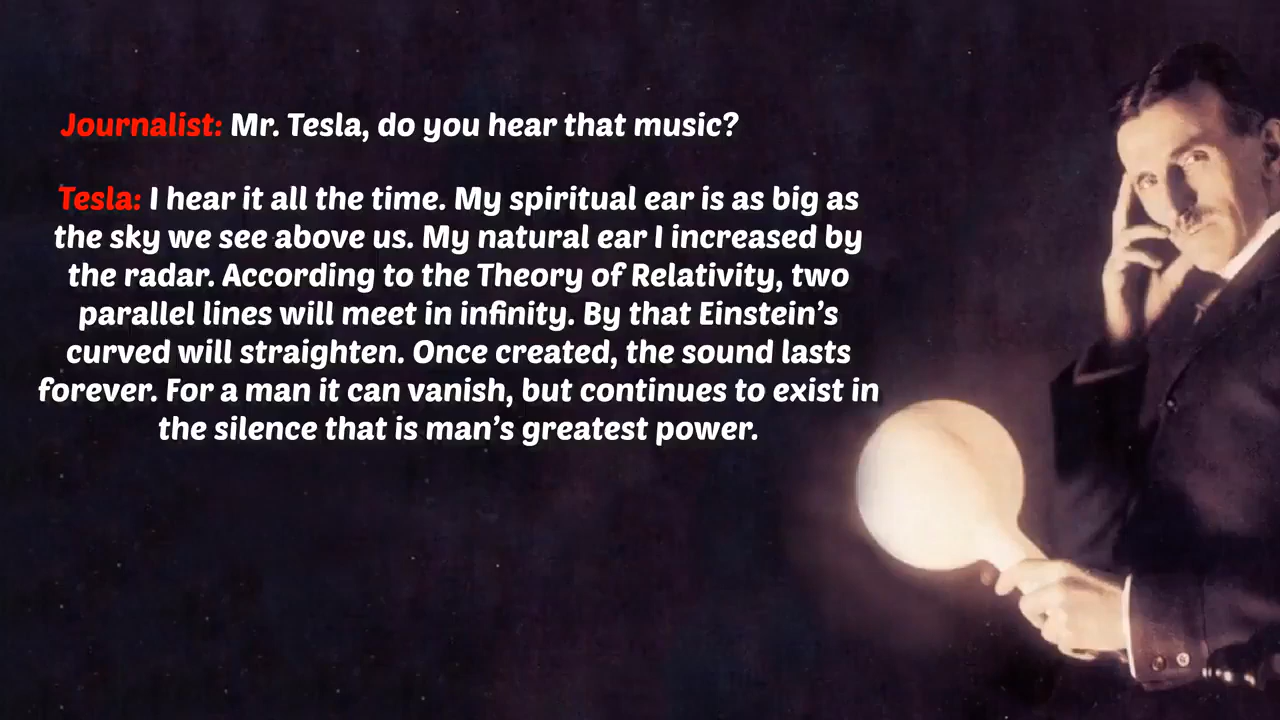 Journalist: Mr. Tesla, do you hear that music?
Tesla: I hear it all the time. My spiritual ear is as big as
the sky we see above us. My natural ear I increased by
the radar. According to the Theory of Relativity, two
parallel lines will meet in infinity. By that Einstein’s
curved will straighten. Once created, the sound lasts
forever. For a man it can vanish, but continues to exist in
the silence that is man’s greatest power.